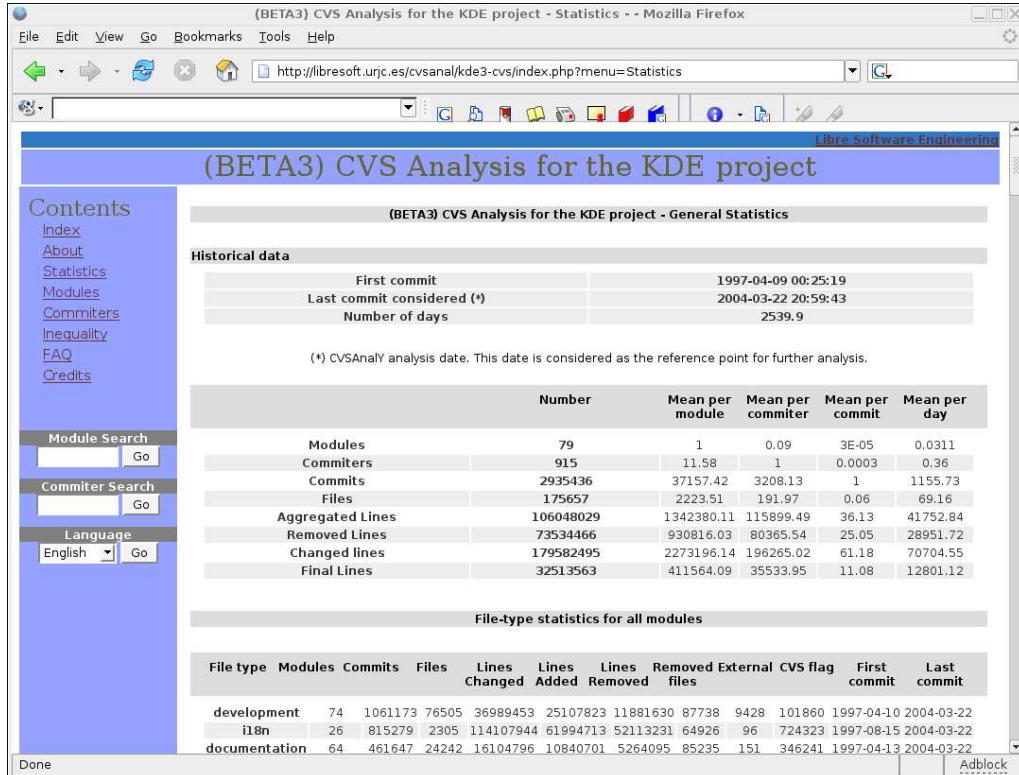 (BETA3) CVS Analysis for the KDE project - Statistics - - Mozilla Firefox
File Edit View Go Bookmarks Tools Help
http://libresoft.urjc.es/cvsanal/kde3-cvs/index.php?menu=Statistics
Libre Software Engineering
(BETA3) CVS Analysis for the KDE project
Contents
Index
About
Statistics
Modules
Commiters
Inequality
FAQ
Credits
Module Search
Go
Commiter Search
Go
Language
English Go
(BETA3) CVS Analysis for the KDE project - General Statistics
Historical data
First commit 1997-04-09 00:25:19
Last commit considered (*) 2004-03-22 20:59:43
Number of days 2539.9
(*) CVSAnalY analysis date. This date is considered as the reference point for further analysis.
Number Mean per module Mean per commiter Mean per commit Mean per day
Modules 79 1 0.09 3E-05 0.0311
Commiters 915 11.58 1 0.0003 0.36
Commits 2935436 37157.42 3208.13 1 1155.73
Files 175657 2223.51 191.97 0.06 69.16
Aggregated Lines 106048029 1342380.11 115899.49 36.13 41752.84
Removed Lines 73534466 930816.03 80365.54 25.05 28951.72
Changed lines 179582495 2273196.14 196265.02 61.18 70704.55
Final Lines 32513563 411564.09 35533.95 11.08 12801.12
File-type statistics for all modules
File type Modules Commits Files Lines Changed Lines Added Lines Removed Removed files External CVS flag First commit Last commit
development 74 1061173 76505 36989453 25107823 11881630 87738 9428 101860 1997-04-10 2004-03-22
i18n 26 815279 2305 114107944 61994713 52113231 64926 96 724323 1997-08-15 2004-03-22
documentation 64 461647 24242 16104796 10840701 5264095 85235 151 346241 1997-04-13 2004-03-22
Done
Adblock